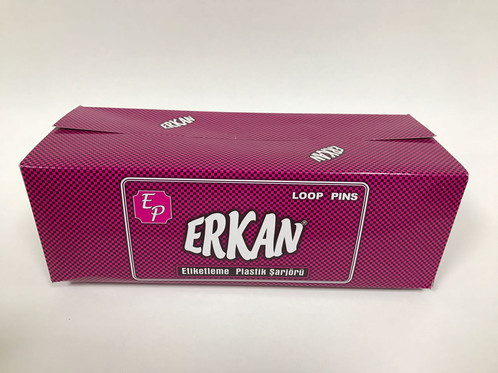 ERKAN
ERKAN
LOOP PINS
EP
ERKAN®
Etiketleme Plastik Şarjörü